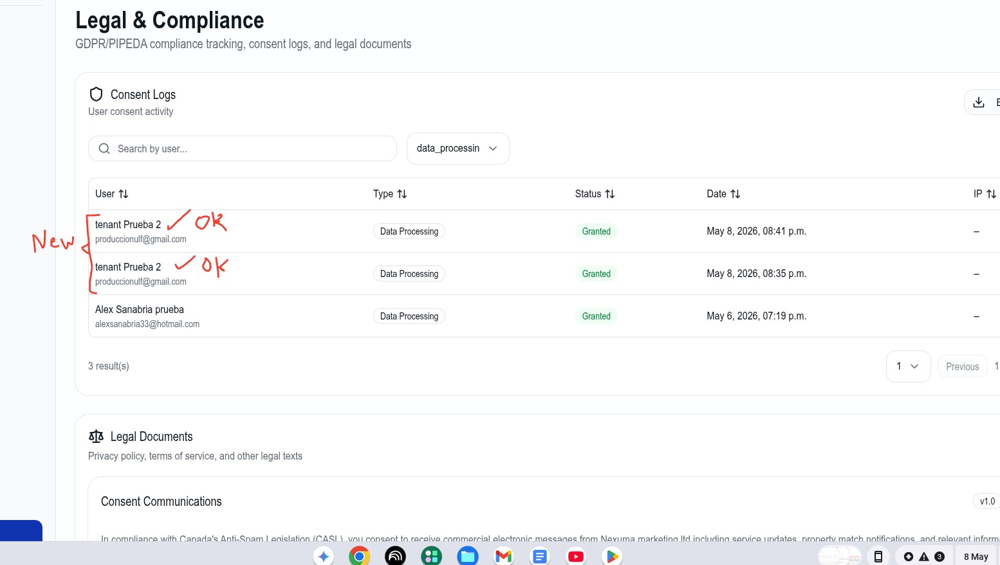 Legal & Compliance
GDPR/PIPEDA compliance tracking, consent logs, and legal documents
Consent Logs
User consent activity
Search by user...
data_processin
User Type Status Date IP
New
tenant Prueba 2 OK
produccionulf@gmail.com
Data Processing Granted May 8, 2026, 08:41 p.m. –
tenant Prueba 2 OK
produccionulf@gmail.com
Data Processing Granted May 8, 2026, 08:35 p.m. –
Alex Sanabria prueba
alexsanabria33@hotmail.com
Data Processing Granted May 6, 2026, 07:19 p.m. –
3 result(s) 1 Previous 1
Legal Documents
Privacy policy, terms of service, and other legal texts
Consent Communications v1.0
In compliance with Canada's Anti-Spam Legislation (CASL), you consent to receive commercial electronic messages from Nexuma marketing ltd including service updates, property match notifications, and relevant inform
3 8 May